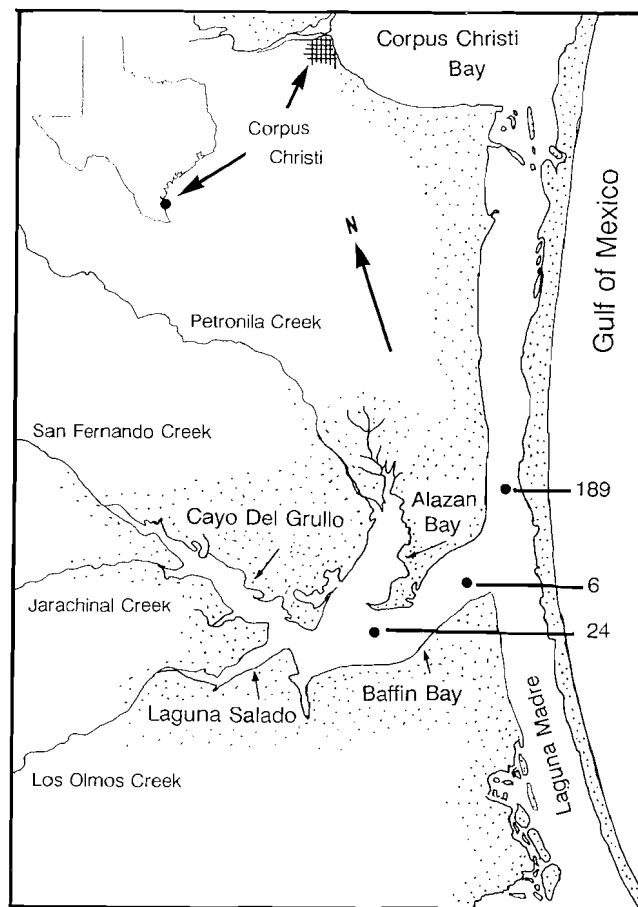 Corpus Christi
Bay
Corpus
Christi
N
Gulf of Mexico
Petronila Creek
San Fernando Creek
189
Cayo Del Grullo
Alazan
Bay
6
Jarachinal Creek
24
Laguna Salado
Baffin Bay
Laguna Madre
Los Olmos Creek